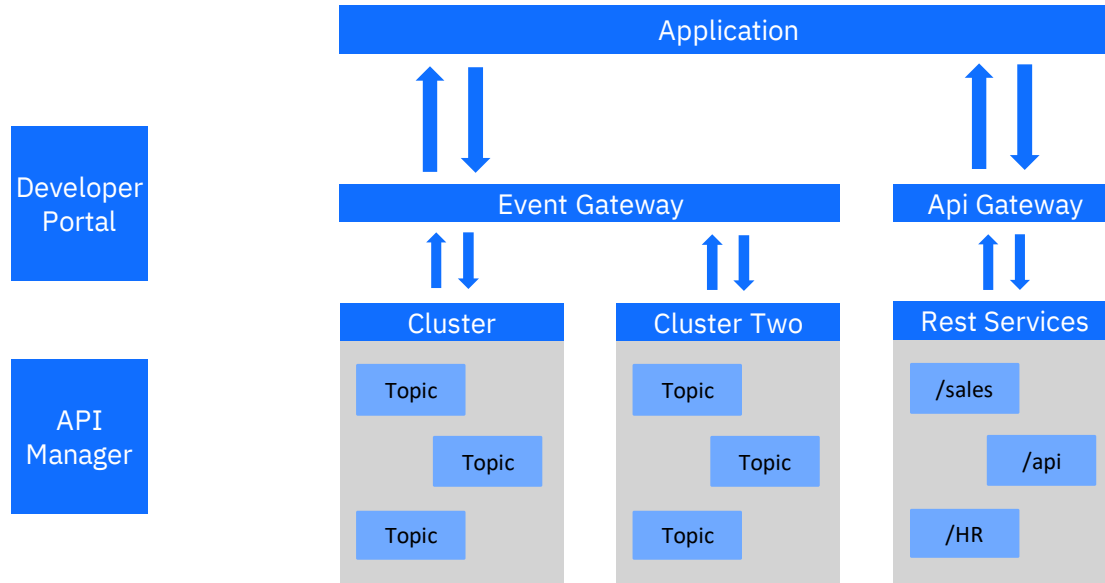 Application
Developer
Portal
Event Gateway
Api Gateway
Cluster
Cluster Two
Rest Services
API
Manager
Topic
Topic
Topic
Topic
Topic
Topic
/sales
/api
/HR